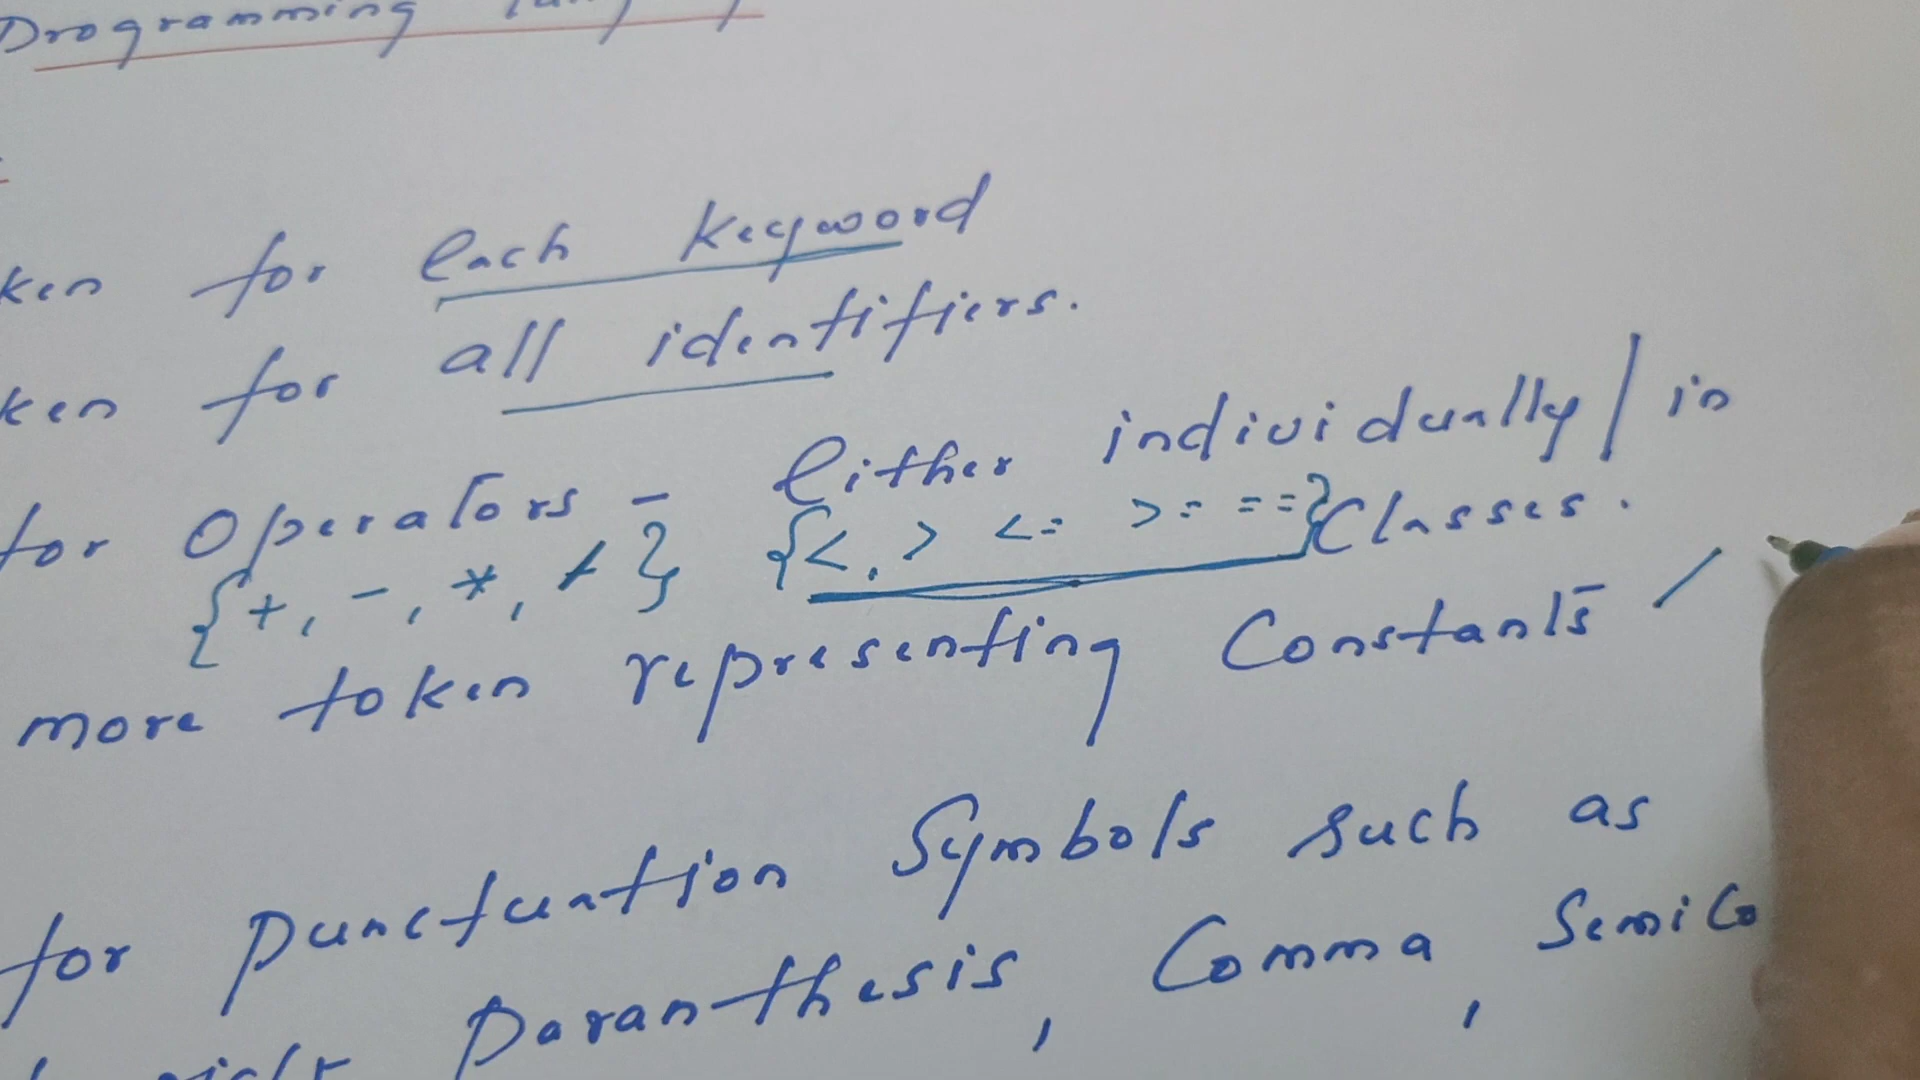 Programming
ken for each keyword
ken for all identifiers.
for operators - either individually / in
{+, -, *, / } {<, > <= >= ==} classes.
more token representing constants /
for punctuation symbols such as
paranthesis, comma, semico